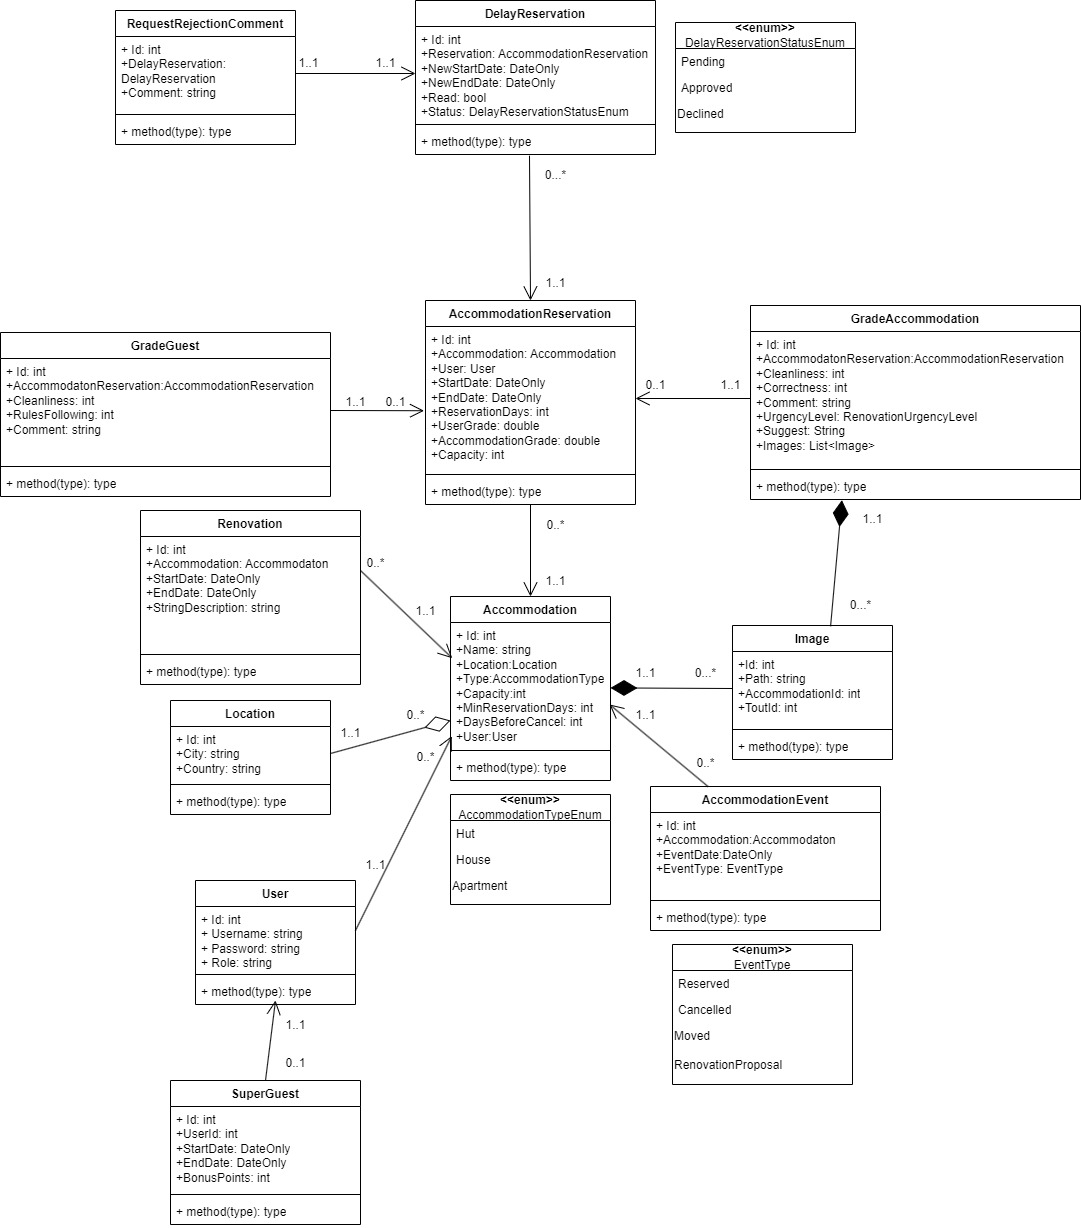 RequestRejectionComment
+ Id: int
+DelayReservation:
DelayReservation
+Comment: string
+ method(type): type
1..1
1..1
DelayReservation
+ Id: int
+Reservation: AccommodationReservation
+NewStartDate: DateOnly
+NewEndDate: DateOnly
+Read: bool
+Status: DelayReservationStatusEnum
+ method(type): type
<<enum>>
DelayReservationStatusEnum
Pending
Approved
Declined
0...*
1..1
GradeGuest
+ Id: int
+AccommodatonReservation:AccommodationReservation
+Cleanliness: int
+RulesFollowing: int
+Comment: string
+ method(type): type
1..1
0..1
AccommodationReservation
+ Id: int
+Accommodation: Accommodation
+User: User
+StartDate: DateOnly
+EndDate: DateOnly
+ReservationDays: int
+UserGrade: double
+AccommodationGrade: double
+Capacity: int
+ method(type): type
0..1
1..1
GradeAccommodation
+ Id: int
+AccommodatonReservation:AccommodationReservation
+Cleanliness: int
+Correctness: int
+Comment: string
+UrgencyLevel: RenovationUrgencyLevel
+Suggest: String
+Images: List<Image>
+ method(type): type
0..*
1..1
1..1
0...*
Renovation
+ Id: int
+Accommodation: Accommodaton
+StartDate: DateOnly
+EndDate: DateOnly
+StringDescription: string
+ method(type): type
0..*
1..1
Accommodation
+ Id: int
+Name: string
+Location:Location
+Type:AccommodationType
+Capacity:int
+MinReservationDays: int
+DaysBeforeCancel: int
+User:User
+ method(type): type
1..1
0...*
Image
+Id: int
+Path: string
+AccommodationId: int
+ToutId: int
+ method(type): type
Location
+ Id: int
+City: string
+Country: string
+ method(type): type
1..1
0..*
0..*
1..1
1..1
0..*
<<enum>>
AccommodationTypeEnum
Hut
House
Apartment
AccommodationEvent
+ Id: int
+Accommodation:Accommodaton
+EventDate:DateOnly
+EventType: EventType
+ method(type): type
User
+ Id: int
+ Username: string
+ Password: string
+ Role: string
+ method(type): type
<<enum>>
EventType
Reserved
Cancelled
Moved
RenovationProposal
1..1
0..1
SuperGuest
+ Id: int
+UserId: int
+StartDate: DateOnly
+EndDate: DateOnly
+BonusPoints: int
+ method(type): type